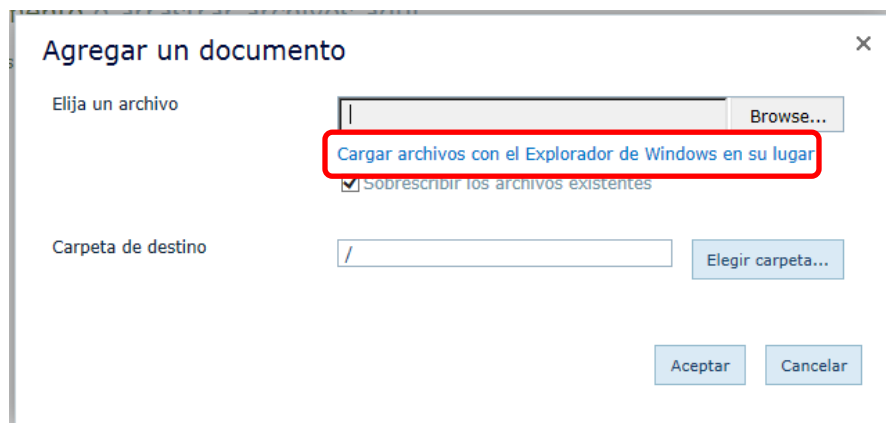 Agregar un documento
Elija un archivo
Browse...
Cargar archivos con el Explorador de Windows en su lugar
Sobrescribir los archivos existentes
Carpeta de destino
/
Elegir carpeta...
Aceptar
Cancelar